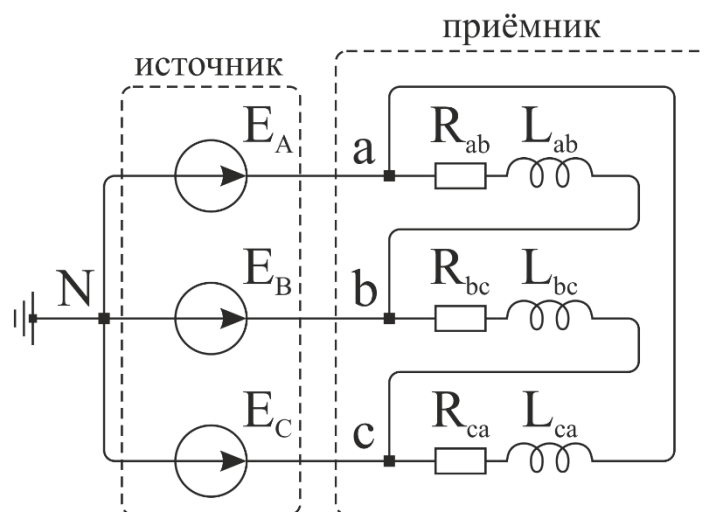 приёмник
источник
E_A
a
R_ab L_ab
N
E_B
b
R_bc L_bc
E_C
c
R_ca L_ca